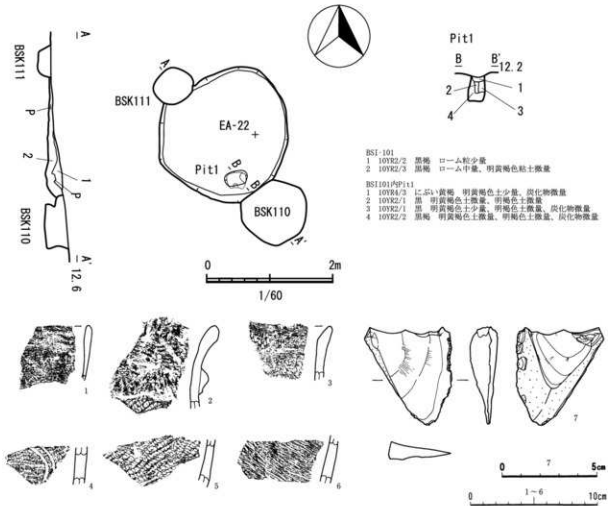 A
BSK111
P
2
1
P
BSK110
A'
12.6
A
BSK111
EA-22
Pit1
B
B'
BSK110
A'
0 2m
1/60
Pit1
B B'
12.2
2 1
4 3
BSI-101
1 10YR2/2 黒褐 ローム粒少量
2 10YR2/3 黒褐 ローム中量、明黄褐色粘土微量
BSI101内Pit1
1 10YR4/3 にぶい黄褐 明黄褐色土少量、炭化物微量
2 10YR2/1 黒 明黄褐色土微量、明褐色土微量
3 10YR2/1 黒 明黄褐色土少量、明褐色土微量、炭化物微量
4 10YR2/2 黒褐 明黄褐色土微量、明褐色土微量、炭化物微量
1
2
3
4
5
6
7
7
0 5cm
1~6
0 10cm